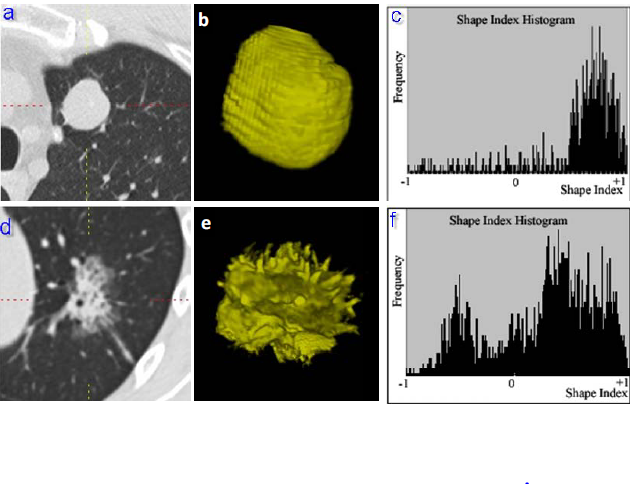 a
b
c
Shape Index Histogram
Frequency
-1
0
+1
Shape Index
d
e
f
Shape Index Histogram
Frequency
-1
0
+1
Shape Index